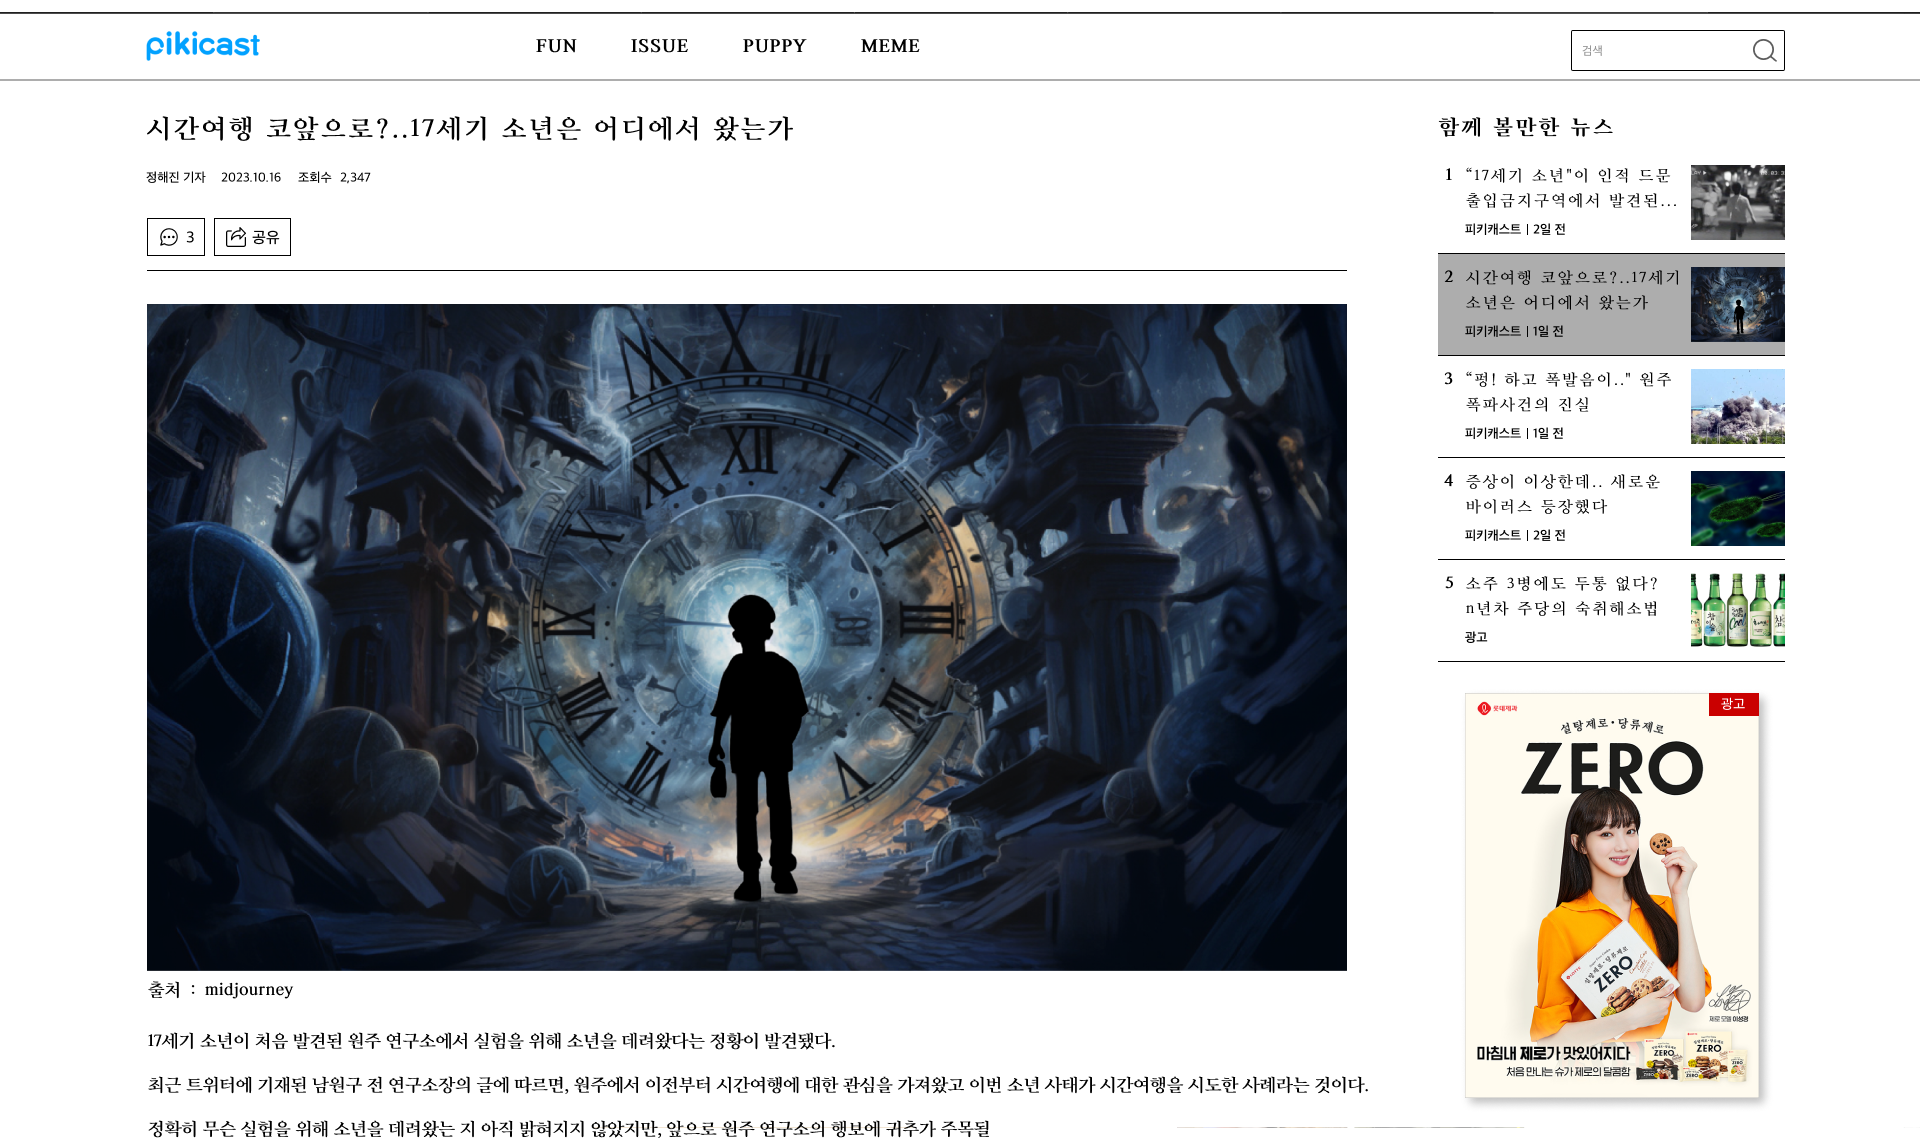 pikicast
FUN
ISSUE
PUPPY
MEME
검색
시간여행 코앞으로?..17세기 소년은 어디에서 왔는가
정해진 기자 2023.10.16 조회수 2,347
3
공유
출처 : midjourney
17세기 소년이 처음 발견된 원주 연구소에서 실험을 위해 소년을 데려왔다는 정황이 발견됐다.
최근 트위터에 기재된 남원구 전 연구소장의 글에 따르면, 원주에서 이전부터 시간여행에 대한 관심을 가져왔고 이번 소년 사태가 시간여행을 시도한 사례라는 것이다.
정확히 무슨 실험을 위해 소년을 데려왔는 지 아직 밝혀지지 않았지만, 앞으로 원주 연구소의 행보에 귀추가 주목될
함께 볼만한 뉴스
1 “17세기 소년"이 인적 드문
출입금지구역에서 발견된...
피키캐스트 | 2일 전
2 시간여행 코앞으로?..17세기
소년은 어디에서 왔는가
피키캐스트 | 1일 전
3 “펑! 하고 폭발음이.." 원주
폭파사건의 진실
피키캐스트 | 1일 전
4 증상이 이상한데.. 새로운
바이러스 등장했다
피키캐스트 | 2일 전
5 소주 3병에도 두통 없다?
n년차 주당의 숙취해소법
광고
롯데제과
광고
설탕제로·당류제로
ZERO
설탕제로·당류제로
ZERO
제로 모델 이성경
마침내 제로가 맛있어지다
처음 만나는 슈가 제로의 달콤함
ZERO
ZERO